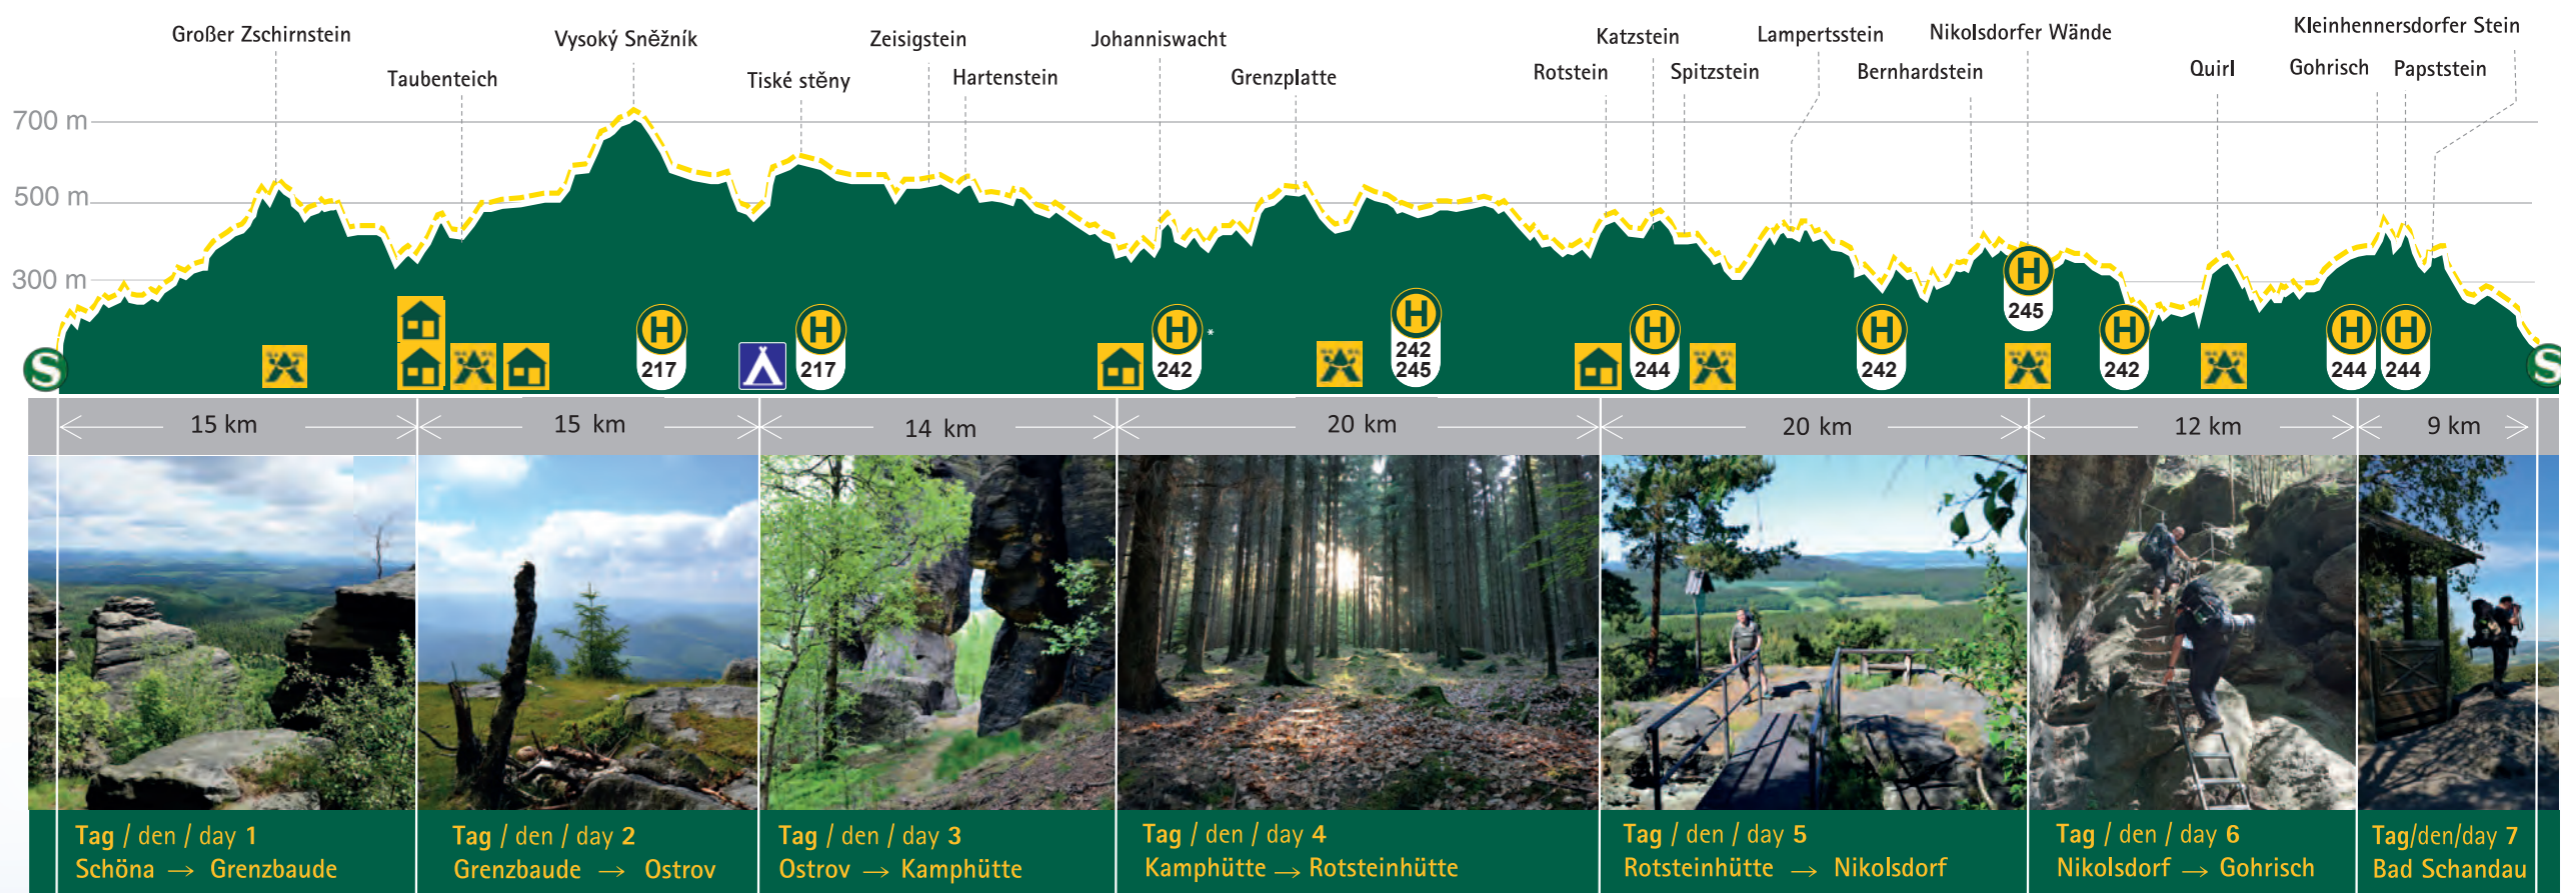 Großer Zschirnstein
Taubenteich
Vysoký Sněžník
Tiské stěny
Zeisigstein
Hartenstein
Johanniswacht
Grenzplatte
Rotstein
Katzstein
Spitzstein
Lampertsstein
Bernhardstein
Nikolsdorfer Wände
Quirl
Kleinhennersdorfer Stein
Gohrisch
Papststein
700 m
500 m
300 m
S
H
217
H
217
H *
242
H
242
245
H
244
H
242
H
245
H
242
H
244
H
244
S
15 km
15 km
14 km
20 km
20 km
12 km
9 km
Tag / den / day 1
Schöna → Grenzbaude
Tag / den / day 2
Grenzbaude → Ostrov
Tag / den / day 3
Ostrov → Kamphütte
Tag / den / day 4
Kamphütte → Rotsteinhütte
Tag / den / day 5
Rotsteinhütte → Nikolsdorf
Tag / den / day 6
Nikolsdorf → Gohrisch
Tag/den/day 7
Bad Schandau